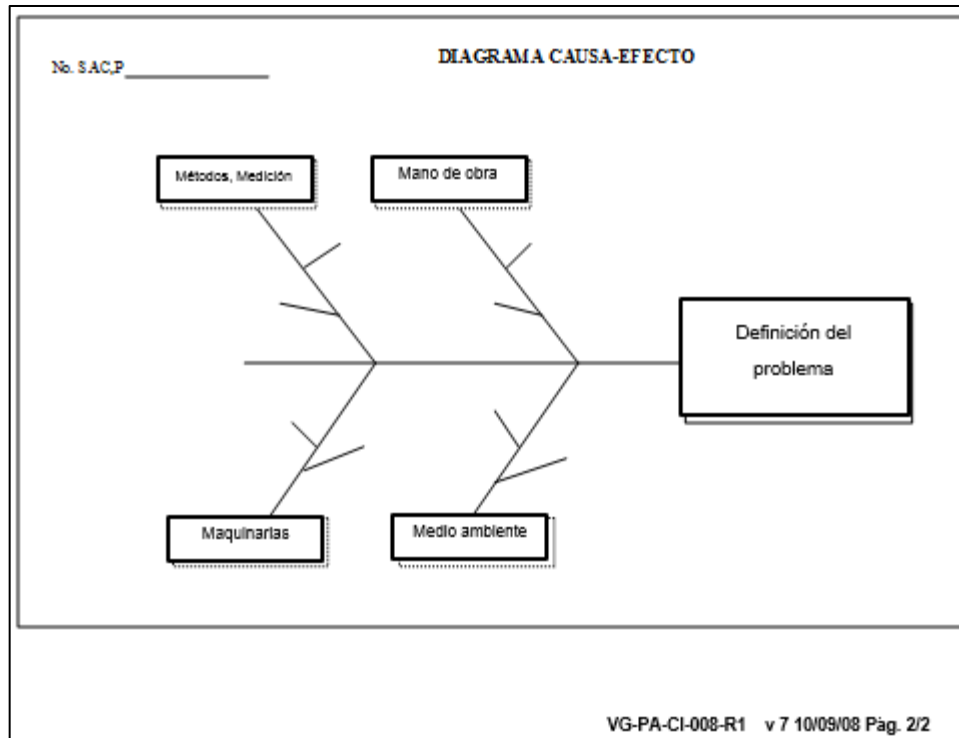 DIAGRAMA CAUSA-EFECTO
No. SAC,P
Métodos, Medición
Mano de obra
Definición del
problema
Maquinarias
Medio ambiente
VG-PA-CI-008-R1 v 7 10/09/08 Pàg. 2/2